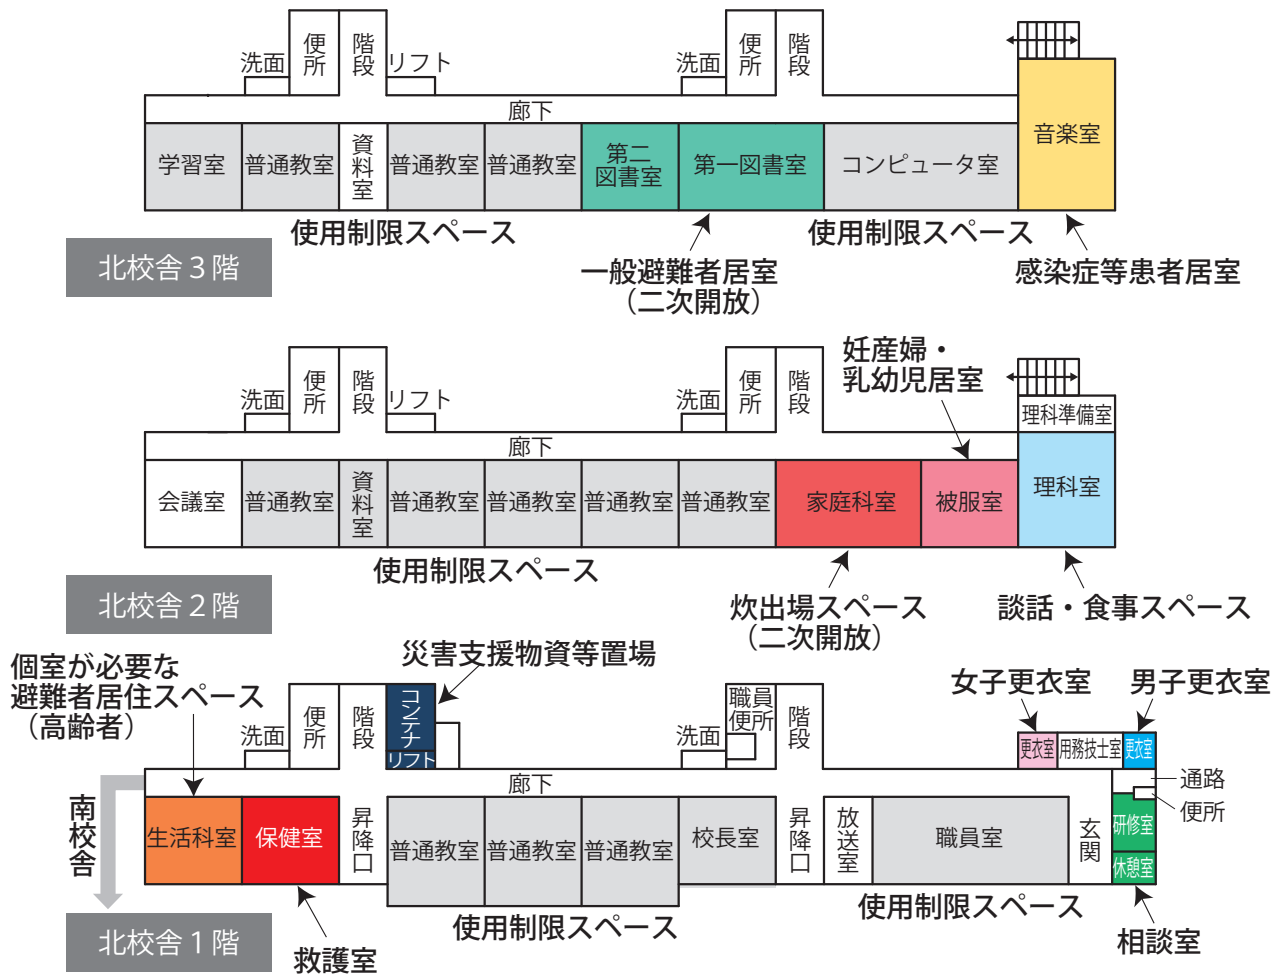 洗面
便所
階段
リフト
洗面
便所
階段
廊下
学習室
普通教室
資料室
普通教室
普通教室
第二
図書室
第一図書室
コンピュータ室
音楽室
使用制限スペース
使用制限スペース
北校舎3階
一般避難者居室
（二次開放）
感染症等患者居室
妊産婦・
乳幼児居室
洗面
便所
階段
リフト
洗面
便所
階段
理科準備室
廊下
会議室
普通教室
資料室
普通教室
普通教室
普通教室
普通教室
家庭科室
被服室
理科室
使用制限スペース
北校舎2階
炊出場スペース
（二次開放）
談話・食事スペース
個室が必要な
避難者居住スペース
（高齢者）
災害支援物資等置場
女子更衣室
男子更衣室
洗面
便所
階段
コンテナ
リフト
洗面
職員
便所
階段
更衣室
用務技士室
更衣室
廊下
通路
便所
南校舎
生活科室
保健室
昇降口
普通教室
普通教室
普通教室
校長室
昇降口
放送室
職員室
玄関
研修室
休憩室
使用制限スペース
使用制限スペース
北校舎1階
救護室
相談室